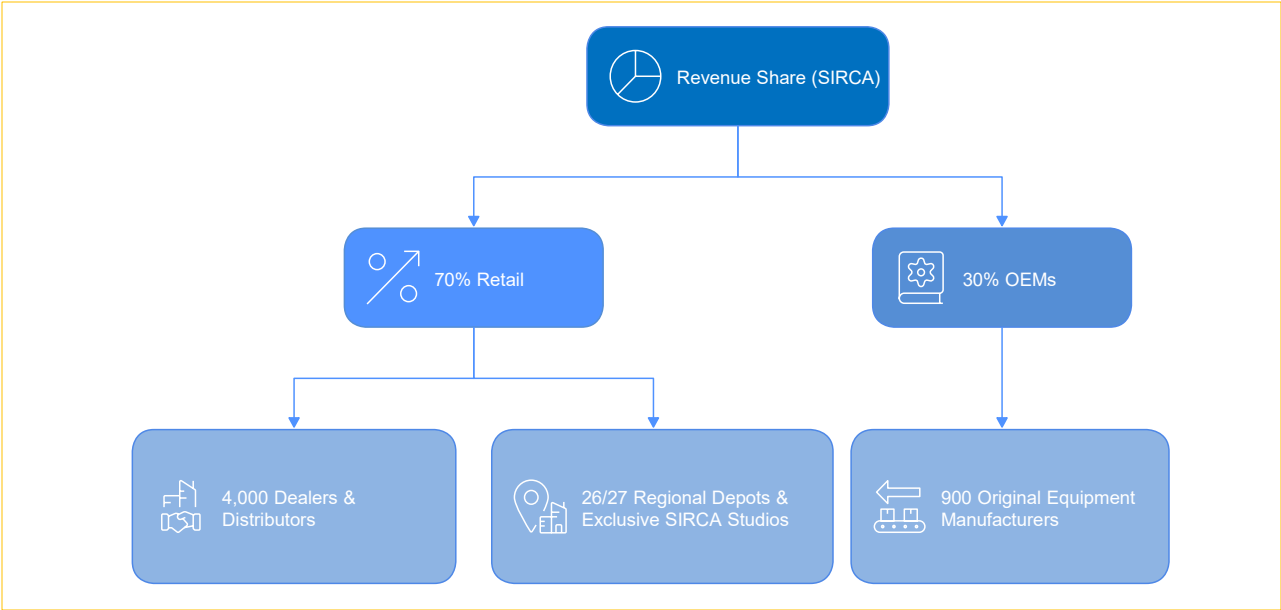 Revenue Share (SIRCA)
70% Retail
30% OEMs
4,000 Dealers &
Distributors
26/27 Regional Depots &
Exclusive SIRCA Studios
900 Original Equipment
Manufacturers